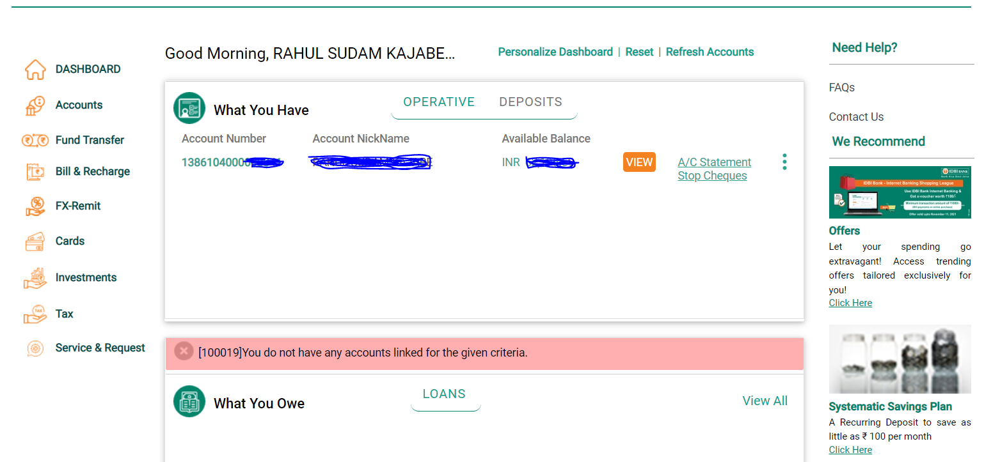 Good Morning, RAHUL SUDAM KAJABE...
Personalize Dashboard | Reset | Refresh Accounts
DASHBOARD
Accounts
Fund Transfer
Bill & Recharge
FX-Remit
Cards
Investments
Tax
Service & Request
What You Have
OPERATIVE DEPOSITS
Account Number Account NickName Available Balance
13861040000
INR
VIEW
A/C Statement
Stop Cheques
[100019]You do not have any accounts linked for the given criteria.
What You Owe
LOANS
View All
Need Help?
FAQs
Contact Us
We Recommend
IDBI BANK
IDBI Bank - Internet Banking Shopping League
Use IDBI Bank Internet Banking &
Get e-voucher worth ₹100/-
Minimum transaction amount of ₹1000/-
Offer valid upto November 11, 2021
Offers
Let your spending go
extravagant! Access trending
offers tailored exclusively for
you!
Click Here
Systematic Savings Plan
A Recurring Deposit to save as
little as ₹ 100 per month
Click Here